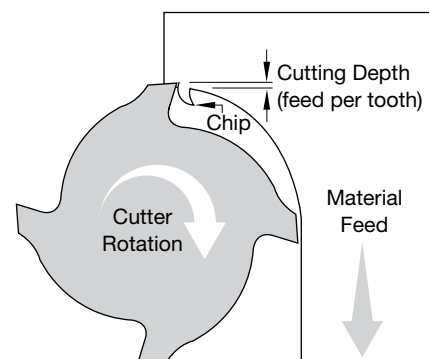 Cutting Depth
(feed per tooth)
Chip
Cutter
Rotation
Material
Feed